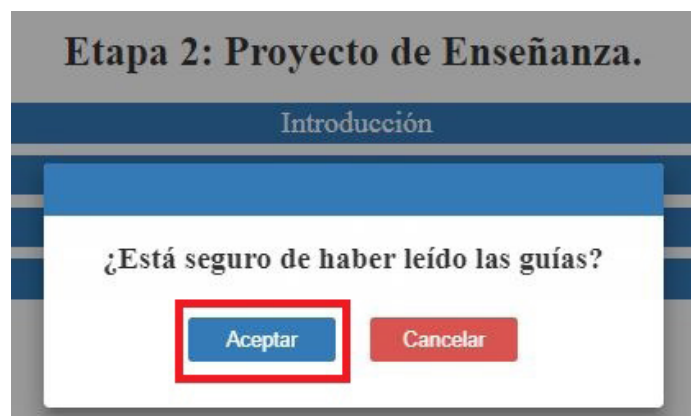 Etapa 2: Proyecto de Enseñanza.
Introducción
¿Está seguro de haber leído las guías?
Aceptar Cancelar